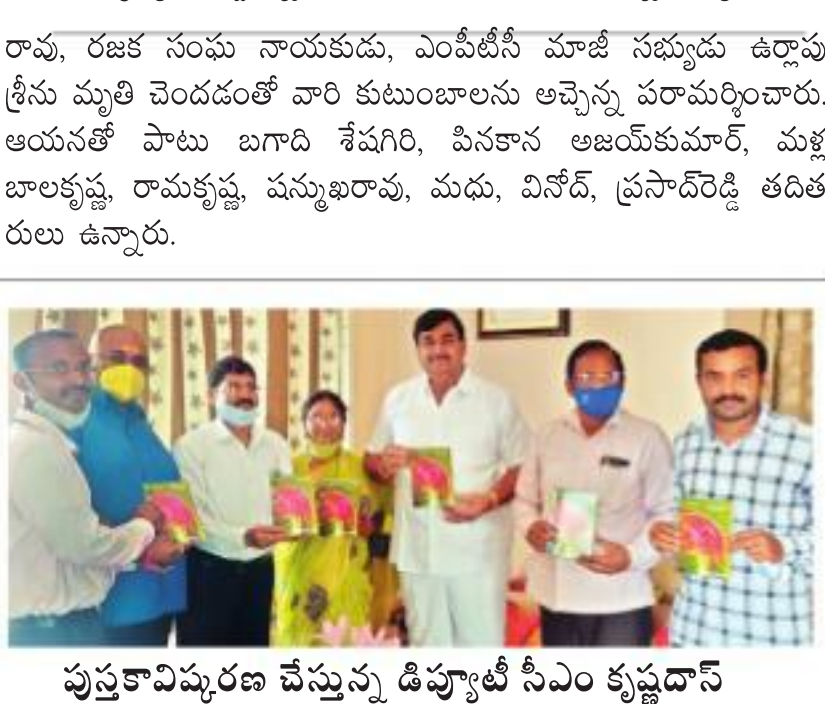 రావు, రజక సంఘ నాయకుడు, ఎంపీటీసీ మాజీ సభ్యుడు ఉర్లాపు
శ్రీను మృతి చెందడంతో వారి కుటుంబాలను అచ్చెన్న పరామర్శించారు.
ఆయనతో పాటు బగాది శేషగిరి, పినకాన అజయ్‌కుమార్, మళ్ల
బాలకృష్ణ, రామకృష్ణ, షన్ముఖరావు, మధు, వినోద్, ప్రసాద్‌రెడ్డి తదిత
రులు ఉన్నారు.
పుస్తకావిష్కరణ చేస్తున్న డిప్యూటీ సీఎం కృష్ణదాస్